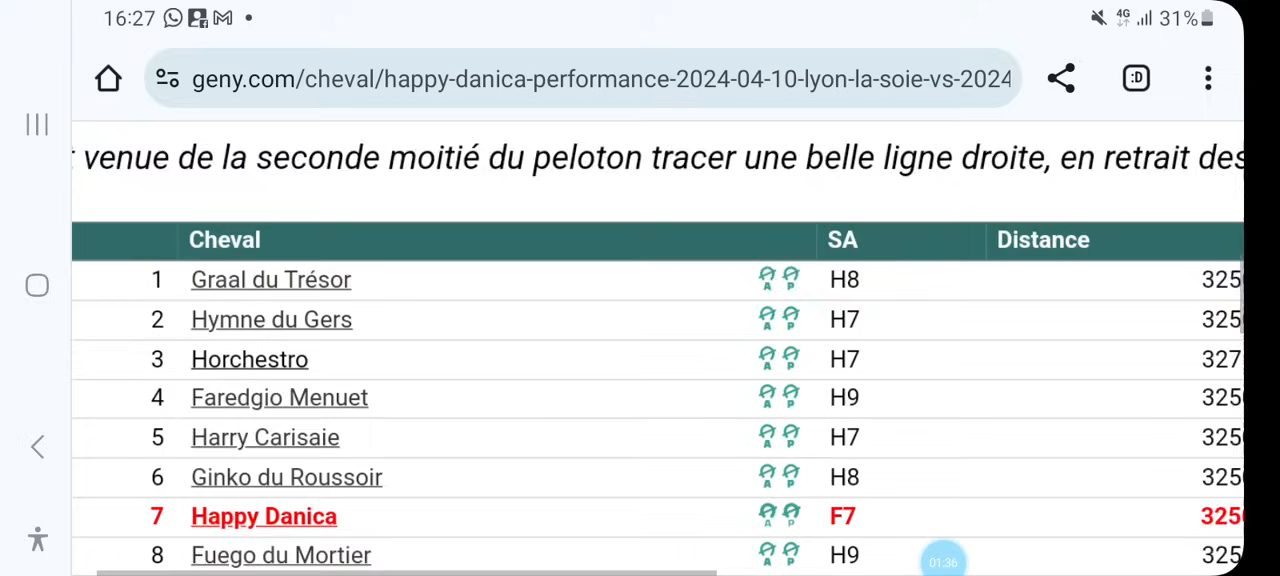 16:27 4G 31%
geny.com/cheval/happy-danica-performance-2024-04-10-lyon-la-soie-vs-2024
venue de la seconde moitié du peloton tracer une belle ligne droite, en retrait des
Cheval SA Distance
1 Graal du Trésor A P H8 325
2 Hymne du Gers A P H7 325
3 Horchestro A P H7 327
4 Faredgio Menuet A P H9 325
5 Harry Carisaie A P H7 325
6 Ginko du Roussoir A P H8 325
7 Happy Danica A P F7 325
8 Fuego du Mortier A P H9 325
01:36